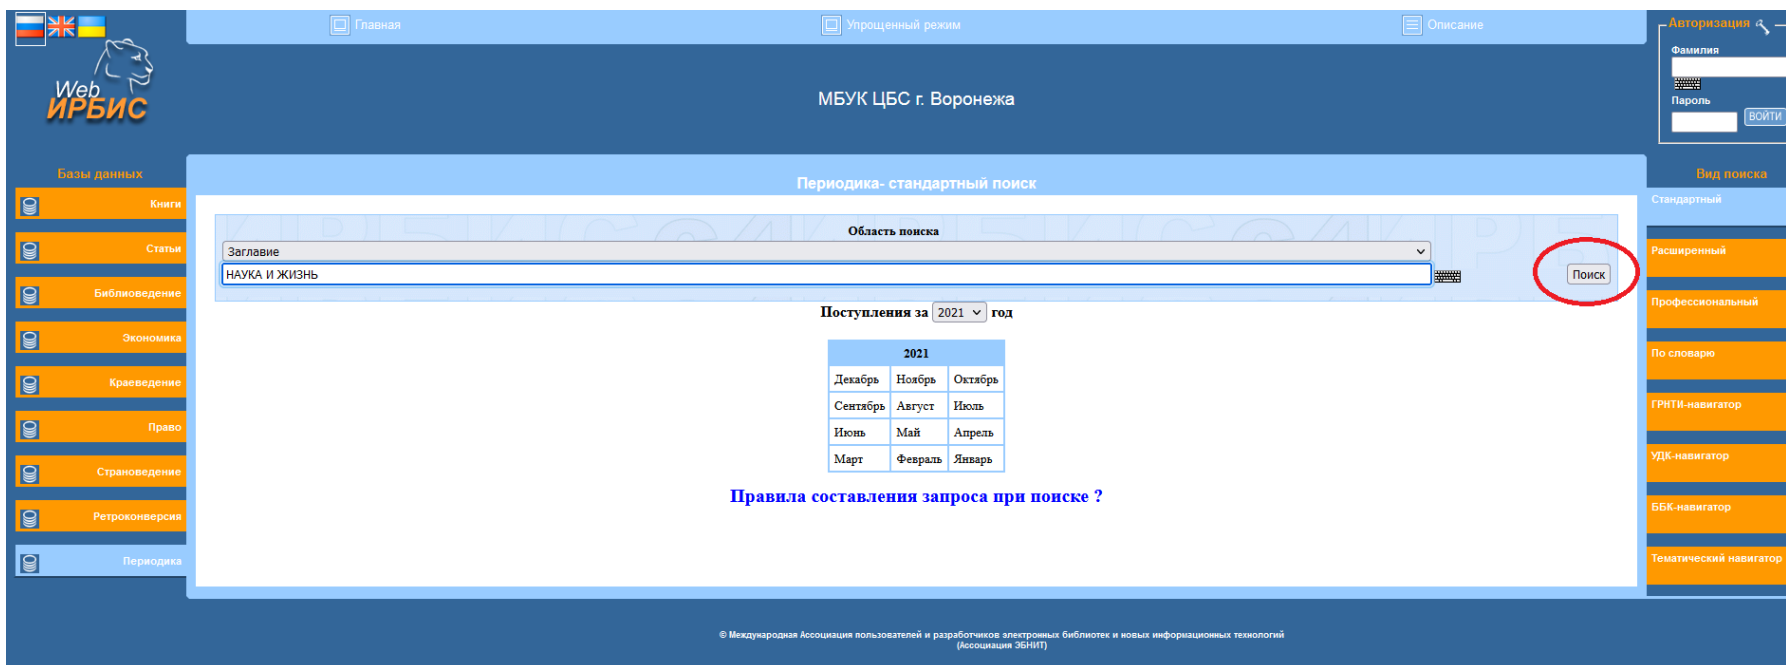 Главная
Упрощенный режим
Описание
Авторизация
Фамилия
Пароль
ВОЙТИ
Web
ИРБИС
МБУК ЦБС г. Воронежа
Базы данных
Книги
Статьи
Библиоведение
Экономика
Краеведение
Право
Страноведение
Ретроконверсия
Периодика
Периодика- стандартный поиск
Область поиска
Заглавие
НАУКА И ЖИЗНЬ
Поиск
Поступления за 2021 год
2021
Декабрь Ноябрь Октябрь
Сентябрь Август Июль
Июнь Май Апрель
Март Февраль Январь
Правила составления запроса при поиске ?
Вид поиска
Стандартный
Расширенный
Профессиональный
По словарю
ГРНТИ-навигатор
УДК-навигатор
ББК-навигатор
Тематический навигатор
© Международная Ассоциация пользователей и разработчиков электронных библиотек и новых информационных технологий
(Ассоциация ЭБНИТ)